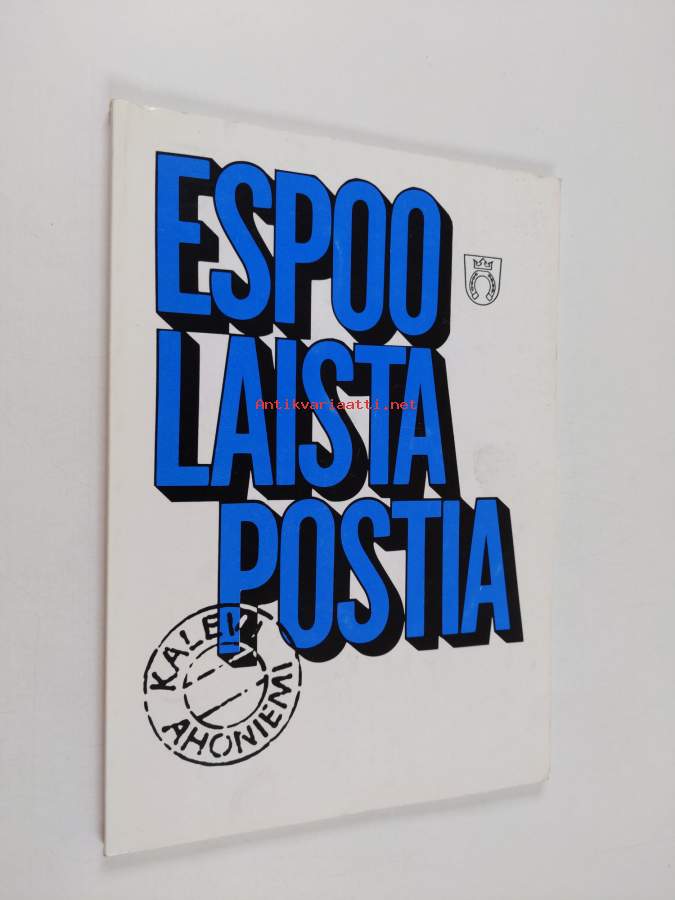 ESPOO
LAISTA
Antikvariaatti.net
POSTIA
KALEVI
AHONIEMI